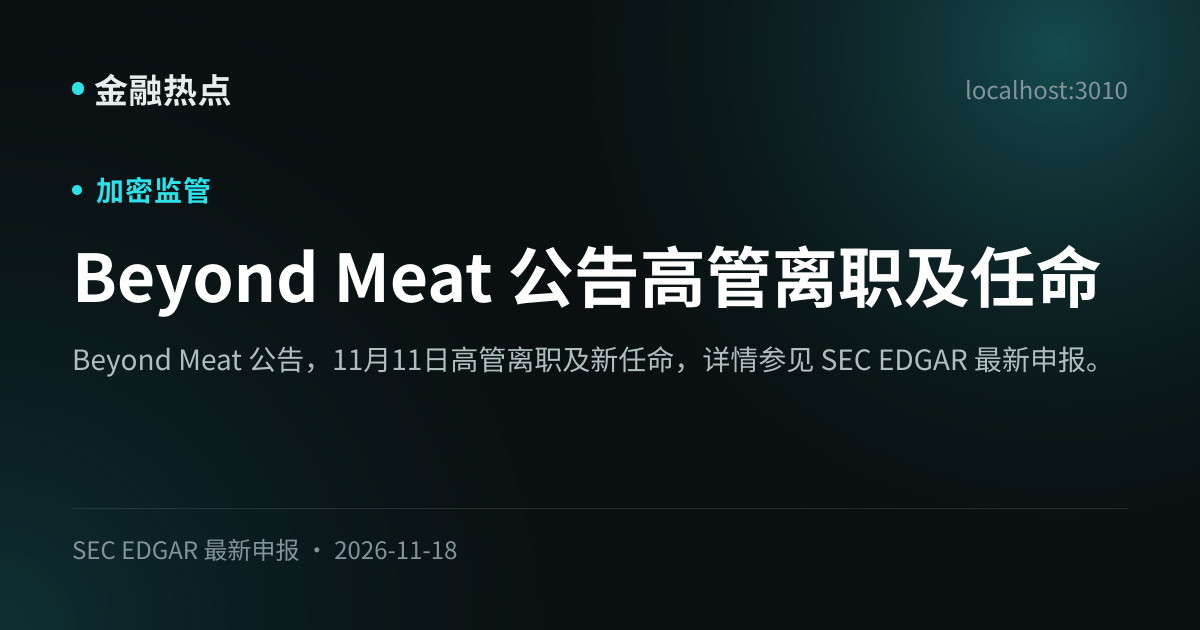 金融热点
localhost:3010
加密监管
Beyond Meat 公告高管离职及任命
Beyond Meat 公告，11月11日高管离职及新任命，详情参见 SEC EDGAR 最新申报。
SEC EDGAR 最新申报 · 2026-11-18